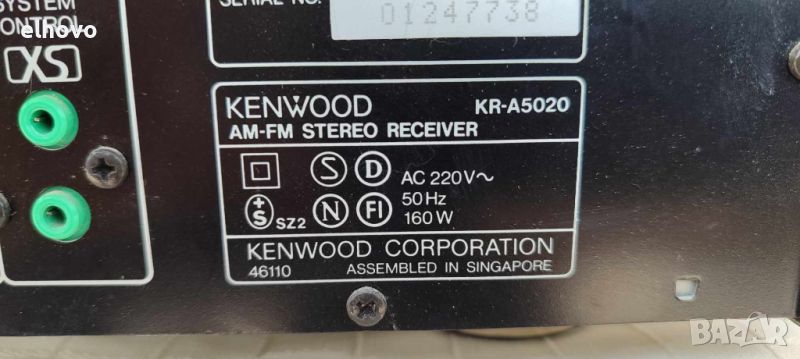 elhovo
SYSTEM
CONTROL
XS
SERIAL NO.
01247738
KENWOOD KR-A5020
AM-FM STEREO RECEIVER
S D AC 220V~
50Hz
S SZ2 N FI 160W
KENWOOD CORPORATION
46110 ASSEMBLED IN SINGAPORE
BAZAR